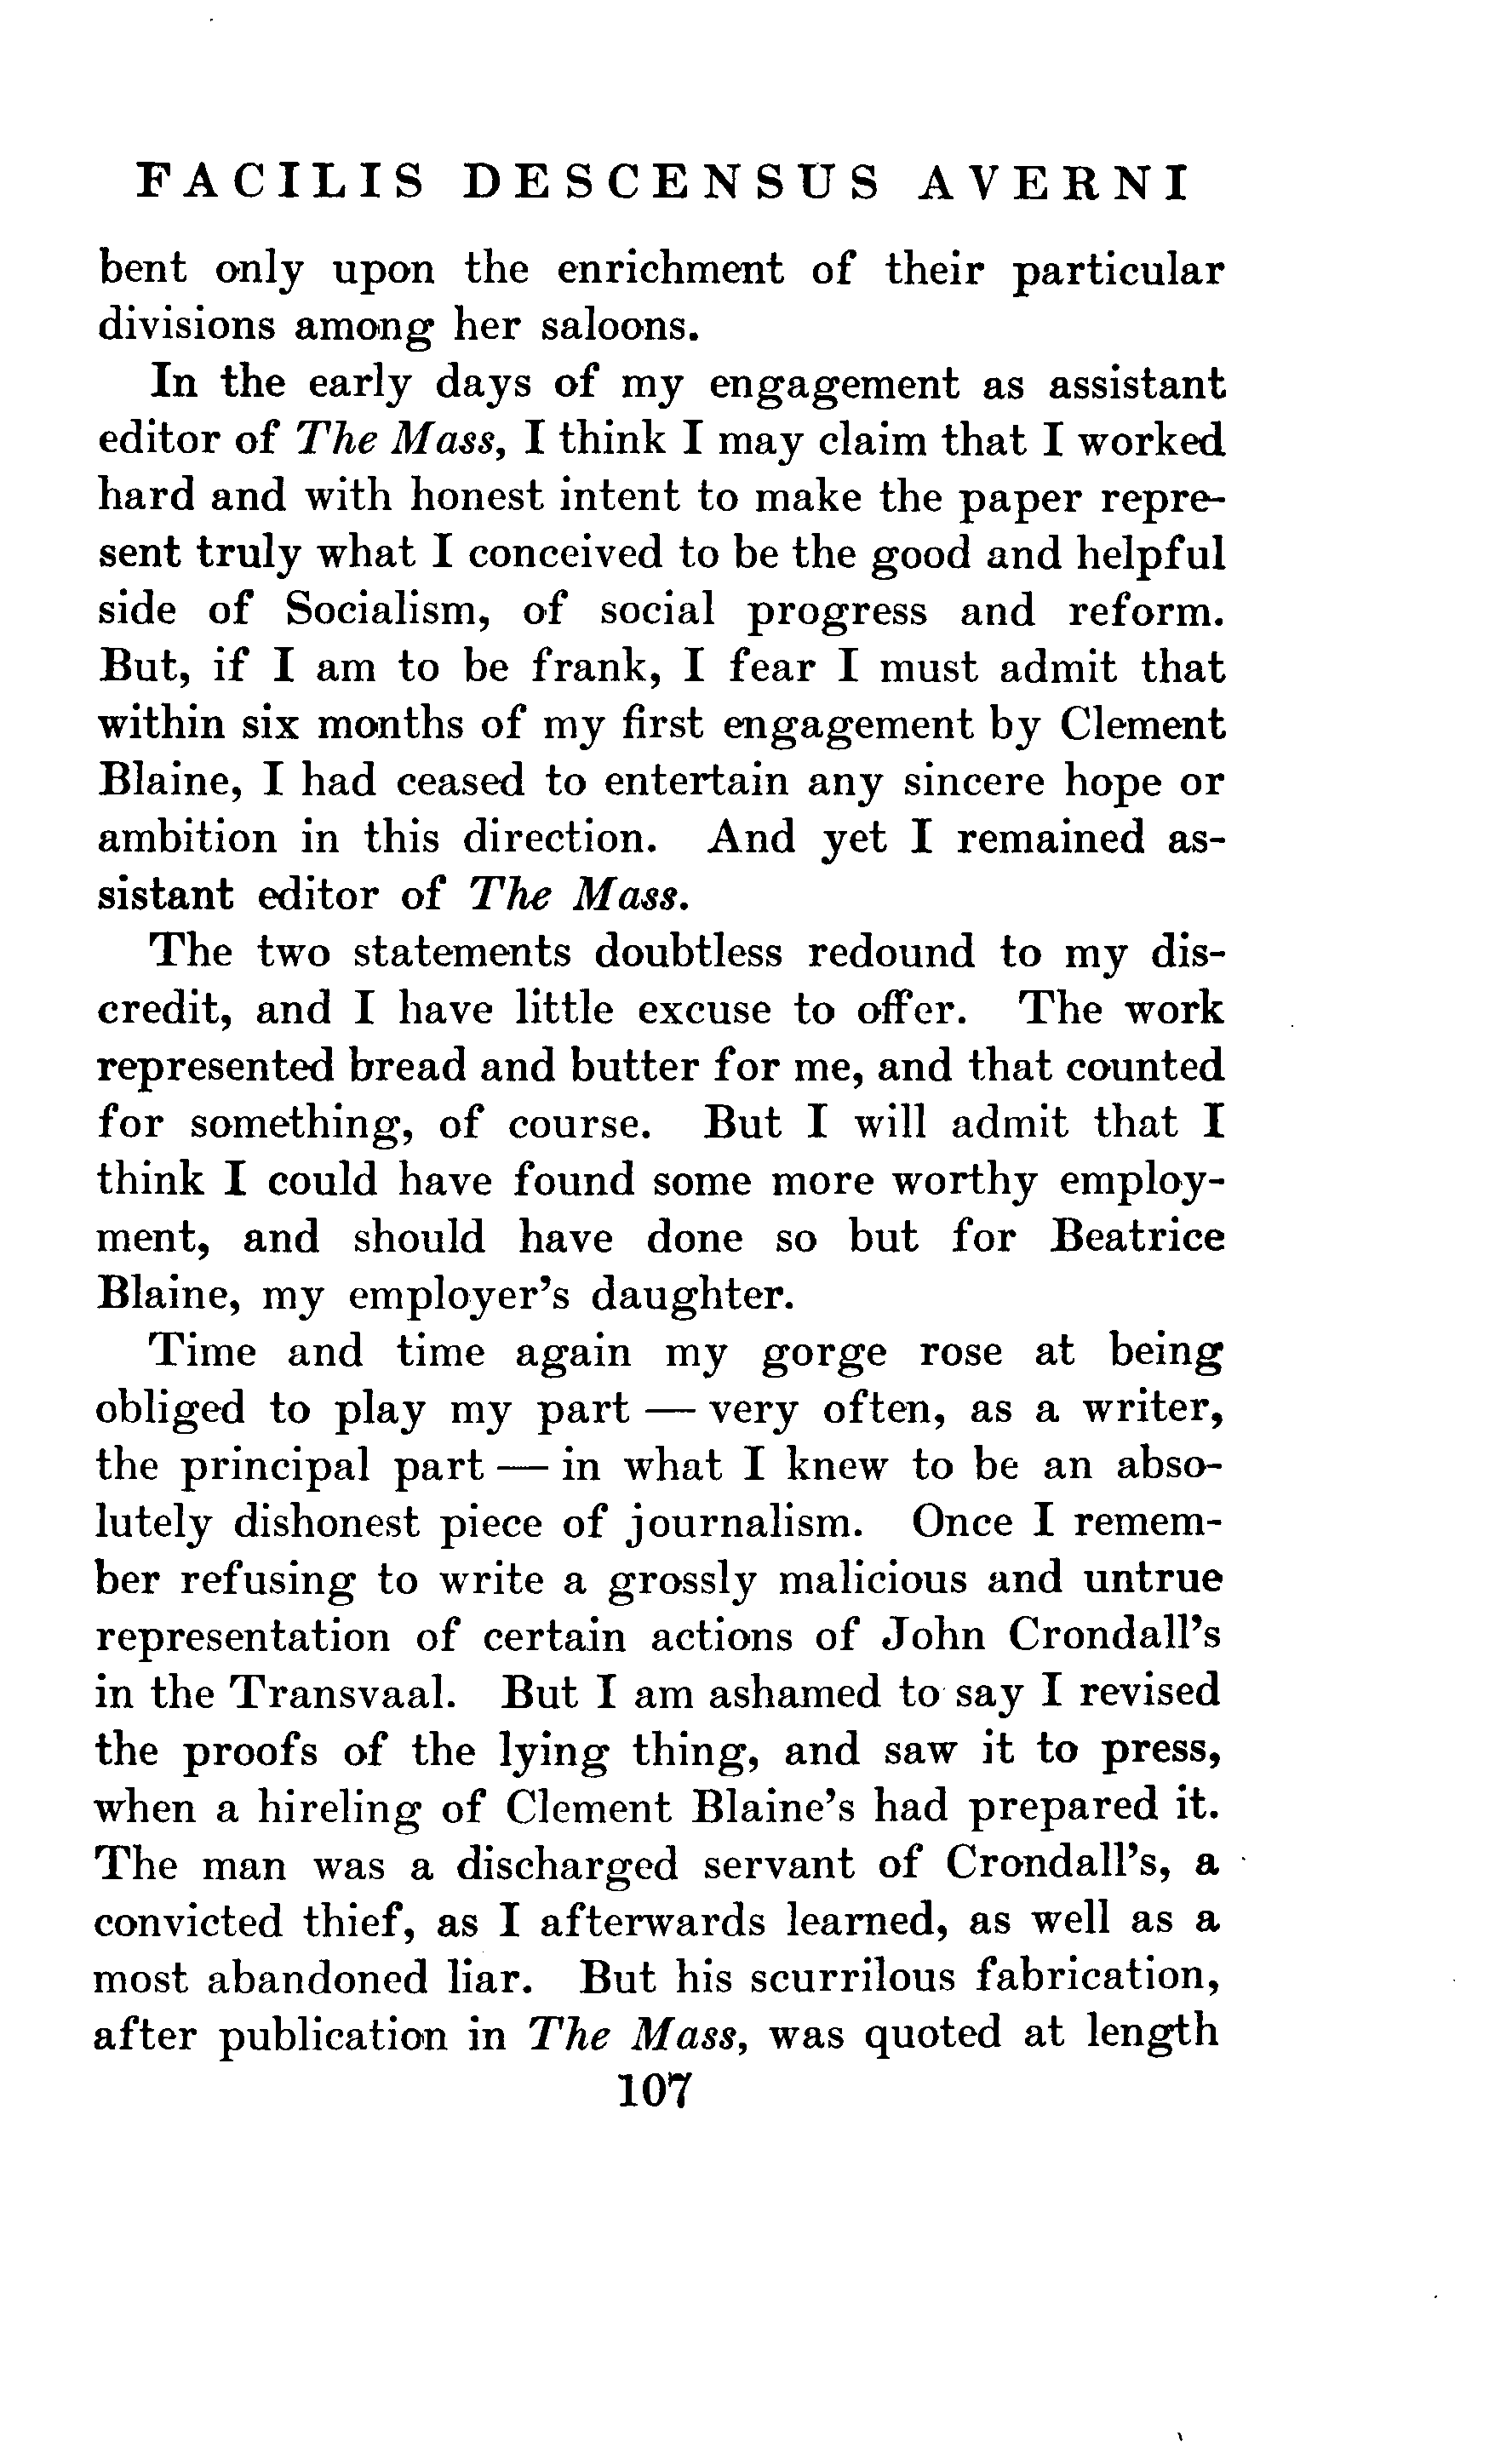 FACILIS DESCENSUS AVERNI
bent only upon the enrichment of their particular
divisions among her saloons.
In the early days of my engagement as assistant
editor of The Mass, I think I may claim that I worked
hard and with honest intent to make the paper repre-
sent truly what I conceived to be the good and helpful
side of Socialism, of social progress and reform.
But, if I am to be frank, I fear I must admit that
within six months of my first engagement by Clement
Blaine, I had ceased to entertain any sincere hope or
ambition in this direction. And yet I remained as-
sistant editor of The Mass.
The two statements doubtless redound to my dis-
credit, and I have little excuse to offer. The work
represented bread and butter for me, and that counted
for something, of course. But I will admit that I
think I could have found some more worthy employ-
ment, and should have done so but for Beatrice
Blaine, my employer's daughter.
Time and time again my gorge rose at being
obliged to play my part — very often, as a writer,
the principal part — in what I knew to be an abso-
lutely dishonest piece of journalism. Once I remem-
ber refusing to write a grossly malicious and untrue
representation of certain actions of John Crondall's
in the Transvaal. But I am ashamed to say I revised
the proofs of the lying thing, and saw it to press,
when a hireling of Clement Blaine's had prepared it.
The man was a discharged servant of Crondall's, a
convicted thief, as I afterwards learned, as well as a
most abandoned liar. But his scurrilous fabrication,
after publication in The Mass, was quoted at length
107